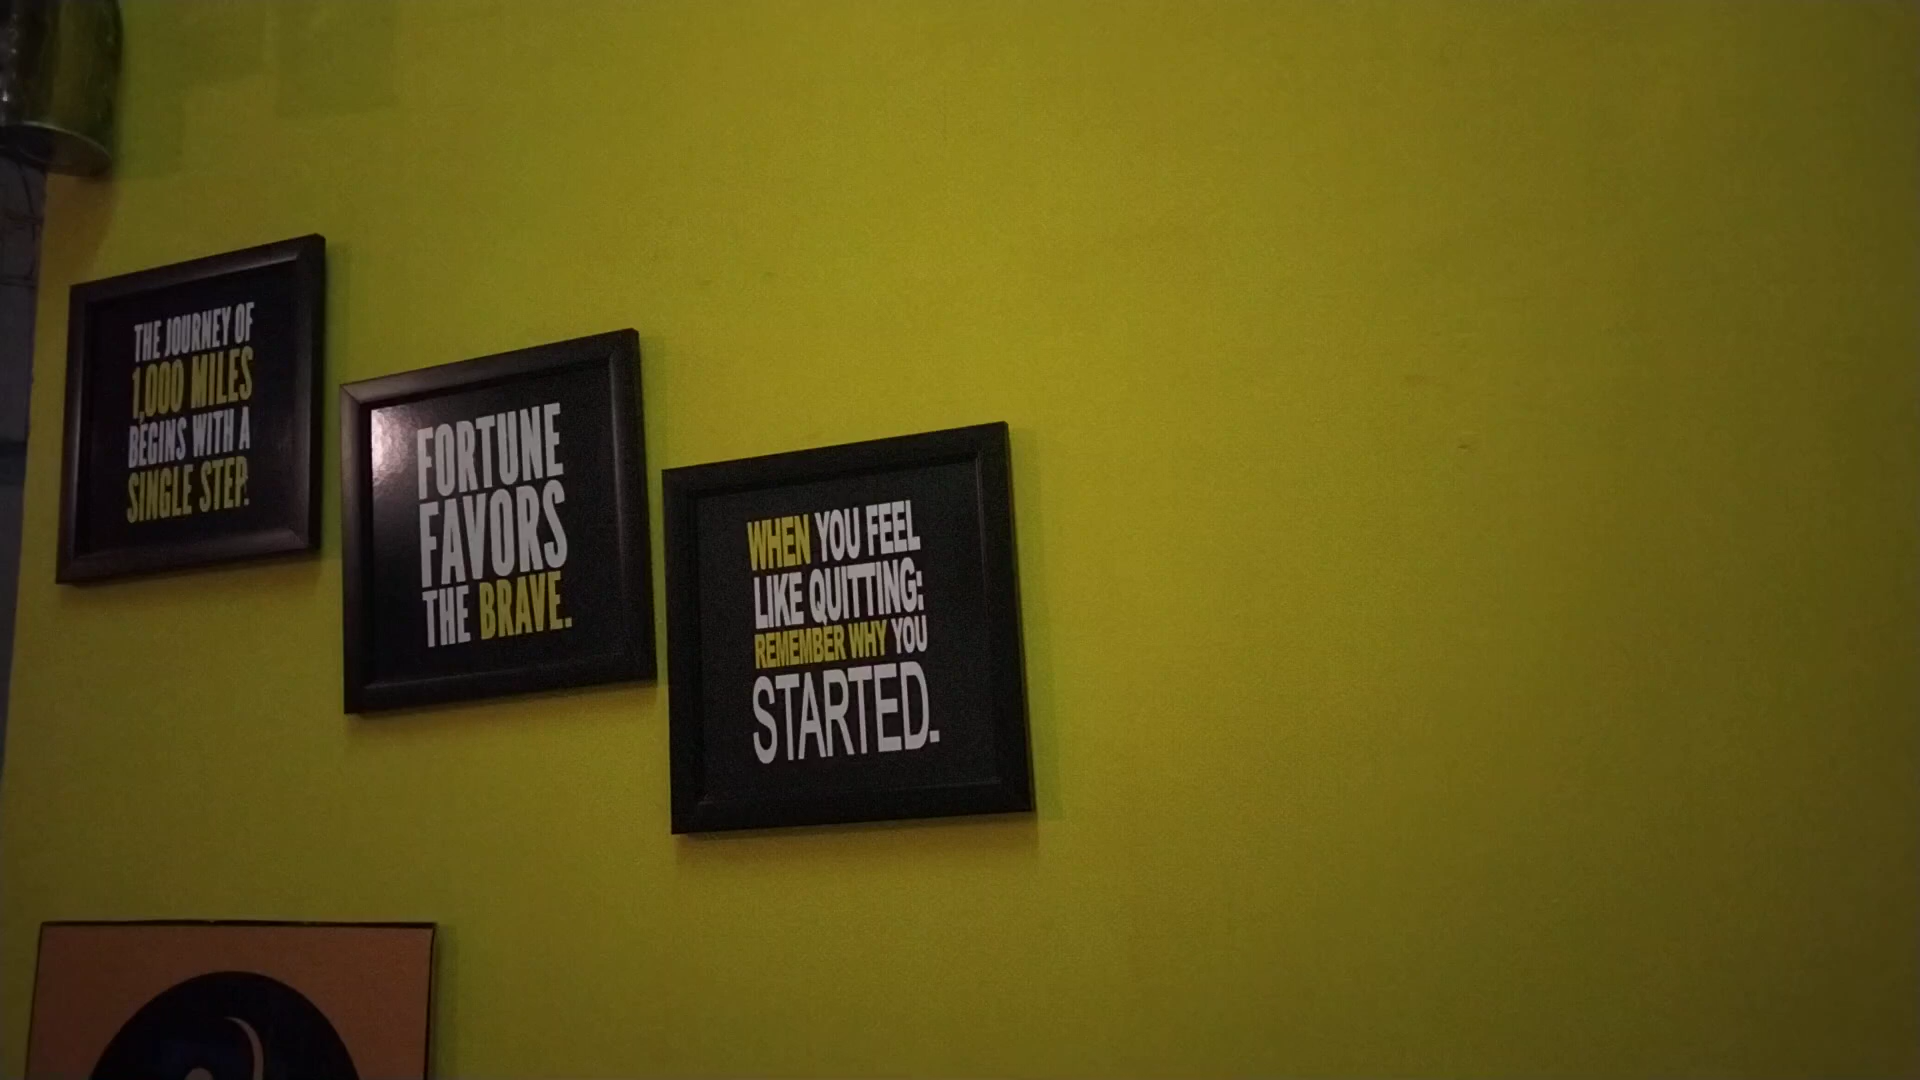 THE JOURNEY OF
1,000 MILES
BEGINS WITH A
SINGLE STEP.
FORTUNE
FAVORS
THE BRAVE.
WHEN YOU FEEL
LIKE QUITTING:
REMEMBER WHY YOU
STARTED.